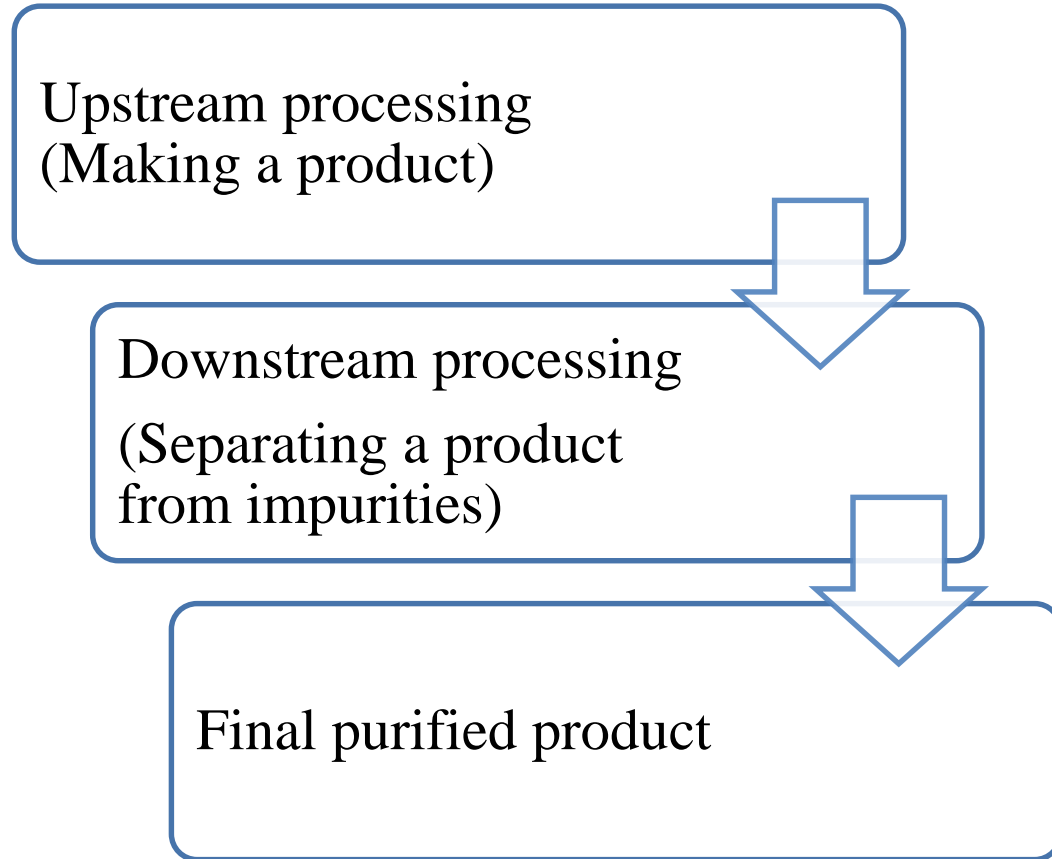 Upstream processing
(Making a product)
Downstream processing
(Separating a product
from impurities)
Final purified product